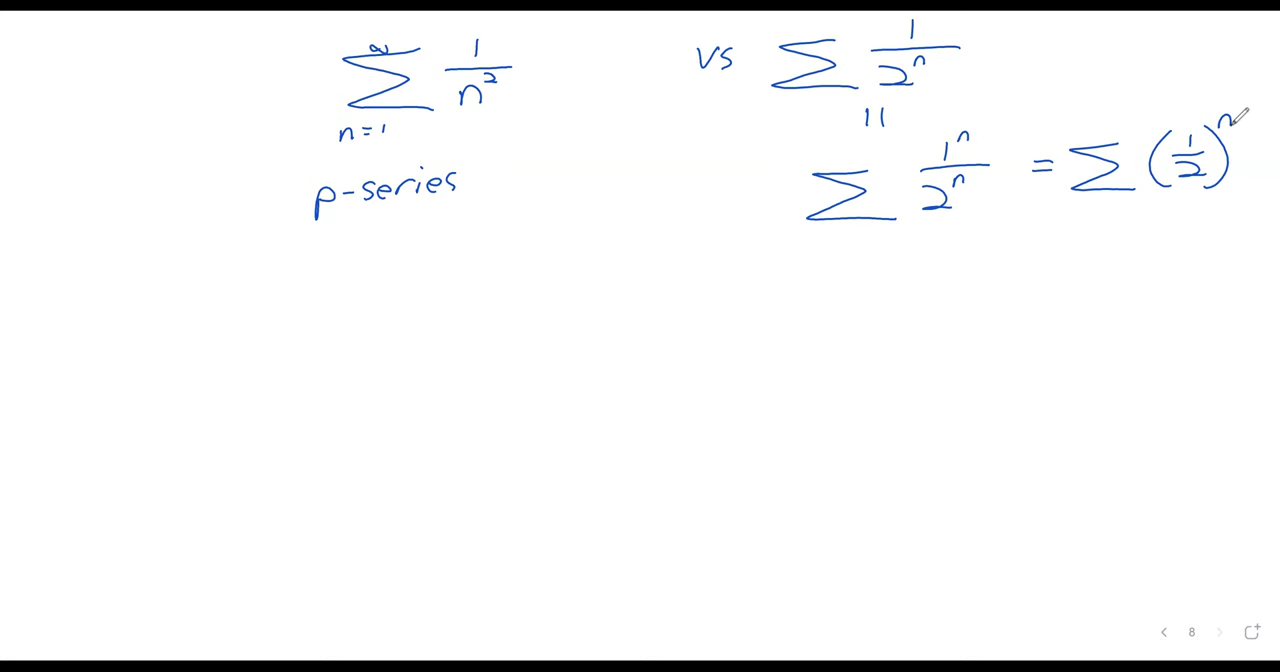 ∞
∑ 1/n² vs ∑ 1/2ⁿ
n=1
||
p-series ∑ 1ⁿ/2ⁿ = ∑ (1/2)ⁿ
8